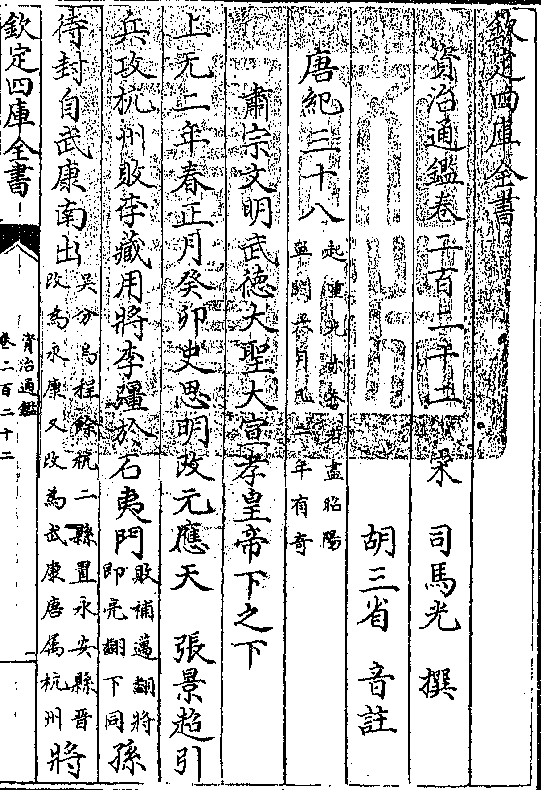 欽定四庫全書
資治通鑑卷二百二十二 宋 司馬光 撰
胡三省 音註
唐紀三十八 起重光赤奮若盡昭陽單閼六月凡二年有奇
肅宗文明武德大聖大宣孝皇帝下之下
上元二年春正月癸卯史思明改元應天 張景超引
兵攻杭州敗李藏用將李彊於石夷門敗補邁翻將即亮翻下同孫
待封自武康南出吳分烏程餘杭二縣置永安縣晉改為永康又改為武康唐屬杭州將
欽定四庫全書 資治通鑑 卷二百二十二 一